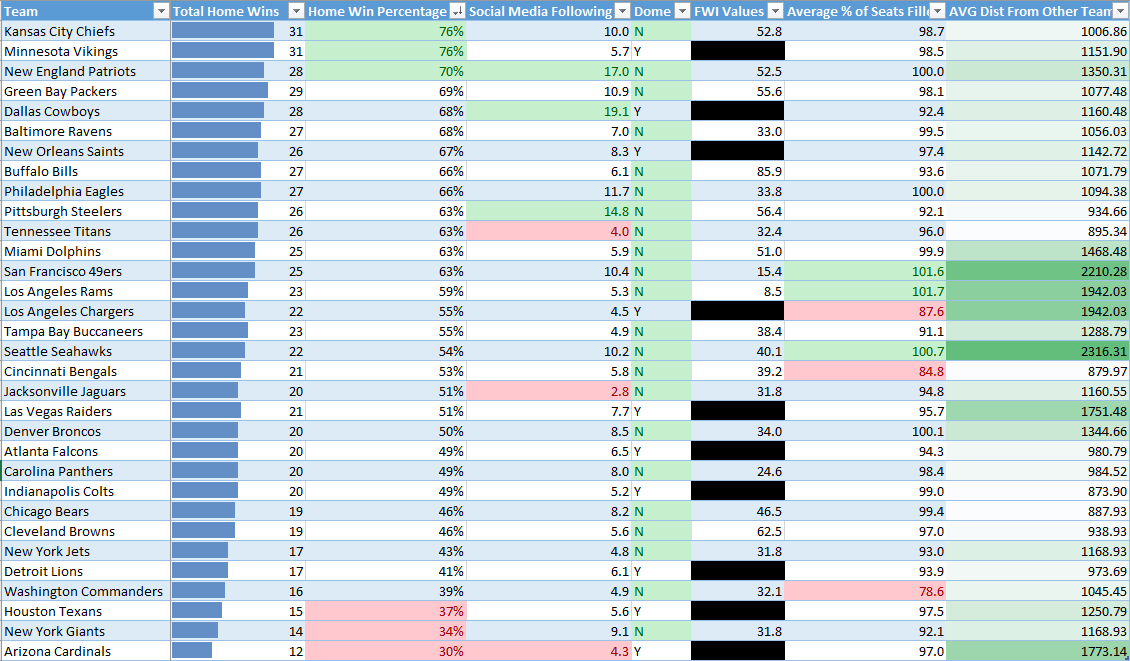 Team Total Home Wins Home Win Percentage Social Media Following Dome FWI Values Average % of Seats Fille AVG Dist From Other Team
Kansas City Chiefs 31 76% 10.0 N 52.8 98.7 1006.86
Minnesota Vikings 31 76% 5.7 Y 98.5 1151.90
New England Patriots 28 70% 17.0 N 52.5 100.0 1350.31
Green Bay Packers 29 69% 10.9 N 55.6 98.1 1077.48
Dallas Cowboys 28 68% 19.1 Y 92.4 1160.48
Baltimore Ravens 27 68% 7.0 N 33.0 99.5 1056.03
New Orleans Saints 26 67% 8.3 Y 97.4 1142.72
Buffalo Bills 27 66% 6.1 N 85.9 93.6 1071.79
Philadelphia Eagles 27 66% 11.7 N 33.8 100.0 1094.38
Pittsburgh Steelers 26 63% 14.8 N 56.4 92.1 934.66
Tennessee Titans 26 63% 4.0 N 32.4 96.0 895.34
Miami Dolphins 25 63% 5.9 N 51.0 99.9 1468.48
San Francisco 49ers 25 63% 10.4 N 15.4 101.6 2210.28
Los Angeles Rams 23 59% 5.3 N 8.5 101.7 1942.03
Los Angeles Chargers 22 55% 4.5 Y 87.6 1942.03
Tampa Bay Buccaneers 23 55% 4.9 N 38.4 91.1 1288.79
Seattle Seahawks 22 54% 10.2 N 40.1 100.7 2316.31
Cincinnati Bengals 21 53% 5.8 N 39.2 84.8 879.97
Jacksonville Jaguars 20 51% 2.8 N 31.8 94.8 1160.55
Las Vegas Raiders 21 51% 7.7 Y 95.7 1751.48
Denver Broncos 20 50% 8.5 N 34.0 100.1 1344.66
Atlanta Falcons 20 49% 6.5 Y 94.3 980.79
Carolina Panthers 20 49% 8.0 N 24.6 98.4 984.52
Indianapolis Colts 20 49% 5.2 Y 99.0 873.90
Chicago Bears 19 46% 8.2 N 46.5 99.4 887.93
Cleveland Browns 19 46% 5.6 N 62.5 97.0 938.93
New York Jets 17 43% 4.8 N 31.8 93.0 1168.93
Detroit Lions 17 41% 6.1 Y 93.9 973.69
Washington Commanders 16 39% 4.9 N 32.1 78.6 1045.45
Houston Texans 15 37% 5.6 Y 97.5 1250.79
New York Giants 14 34% 9.1 N 31.8 92.1 1168.93
Arizona Cardinals 12 30% 4.3 Y 97.0 1773.14